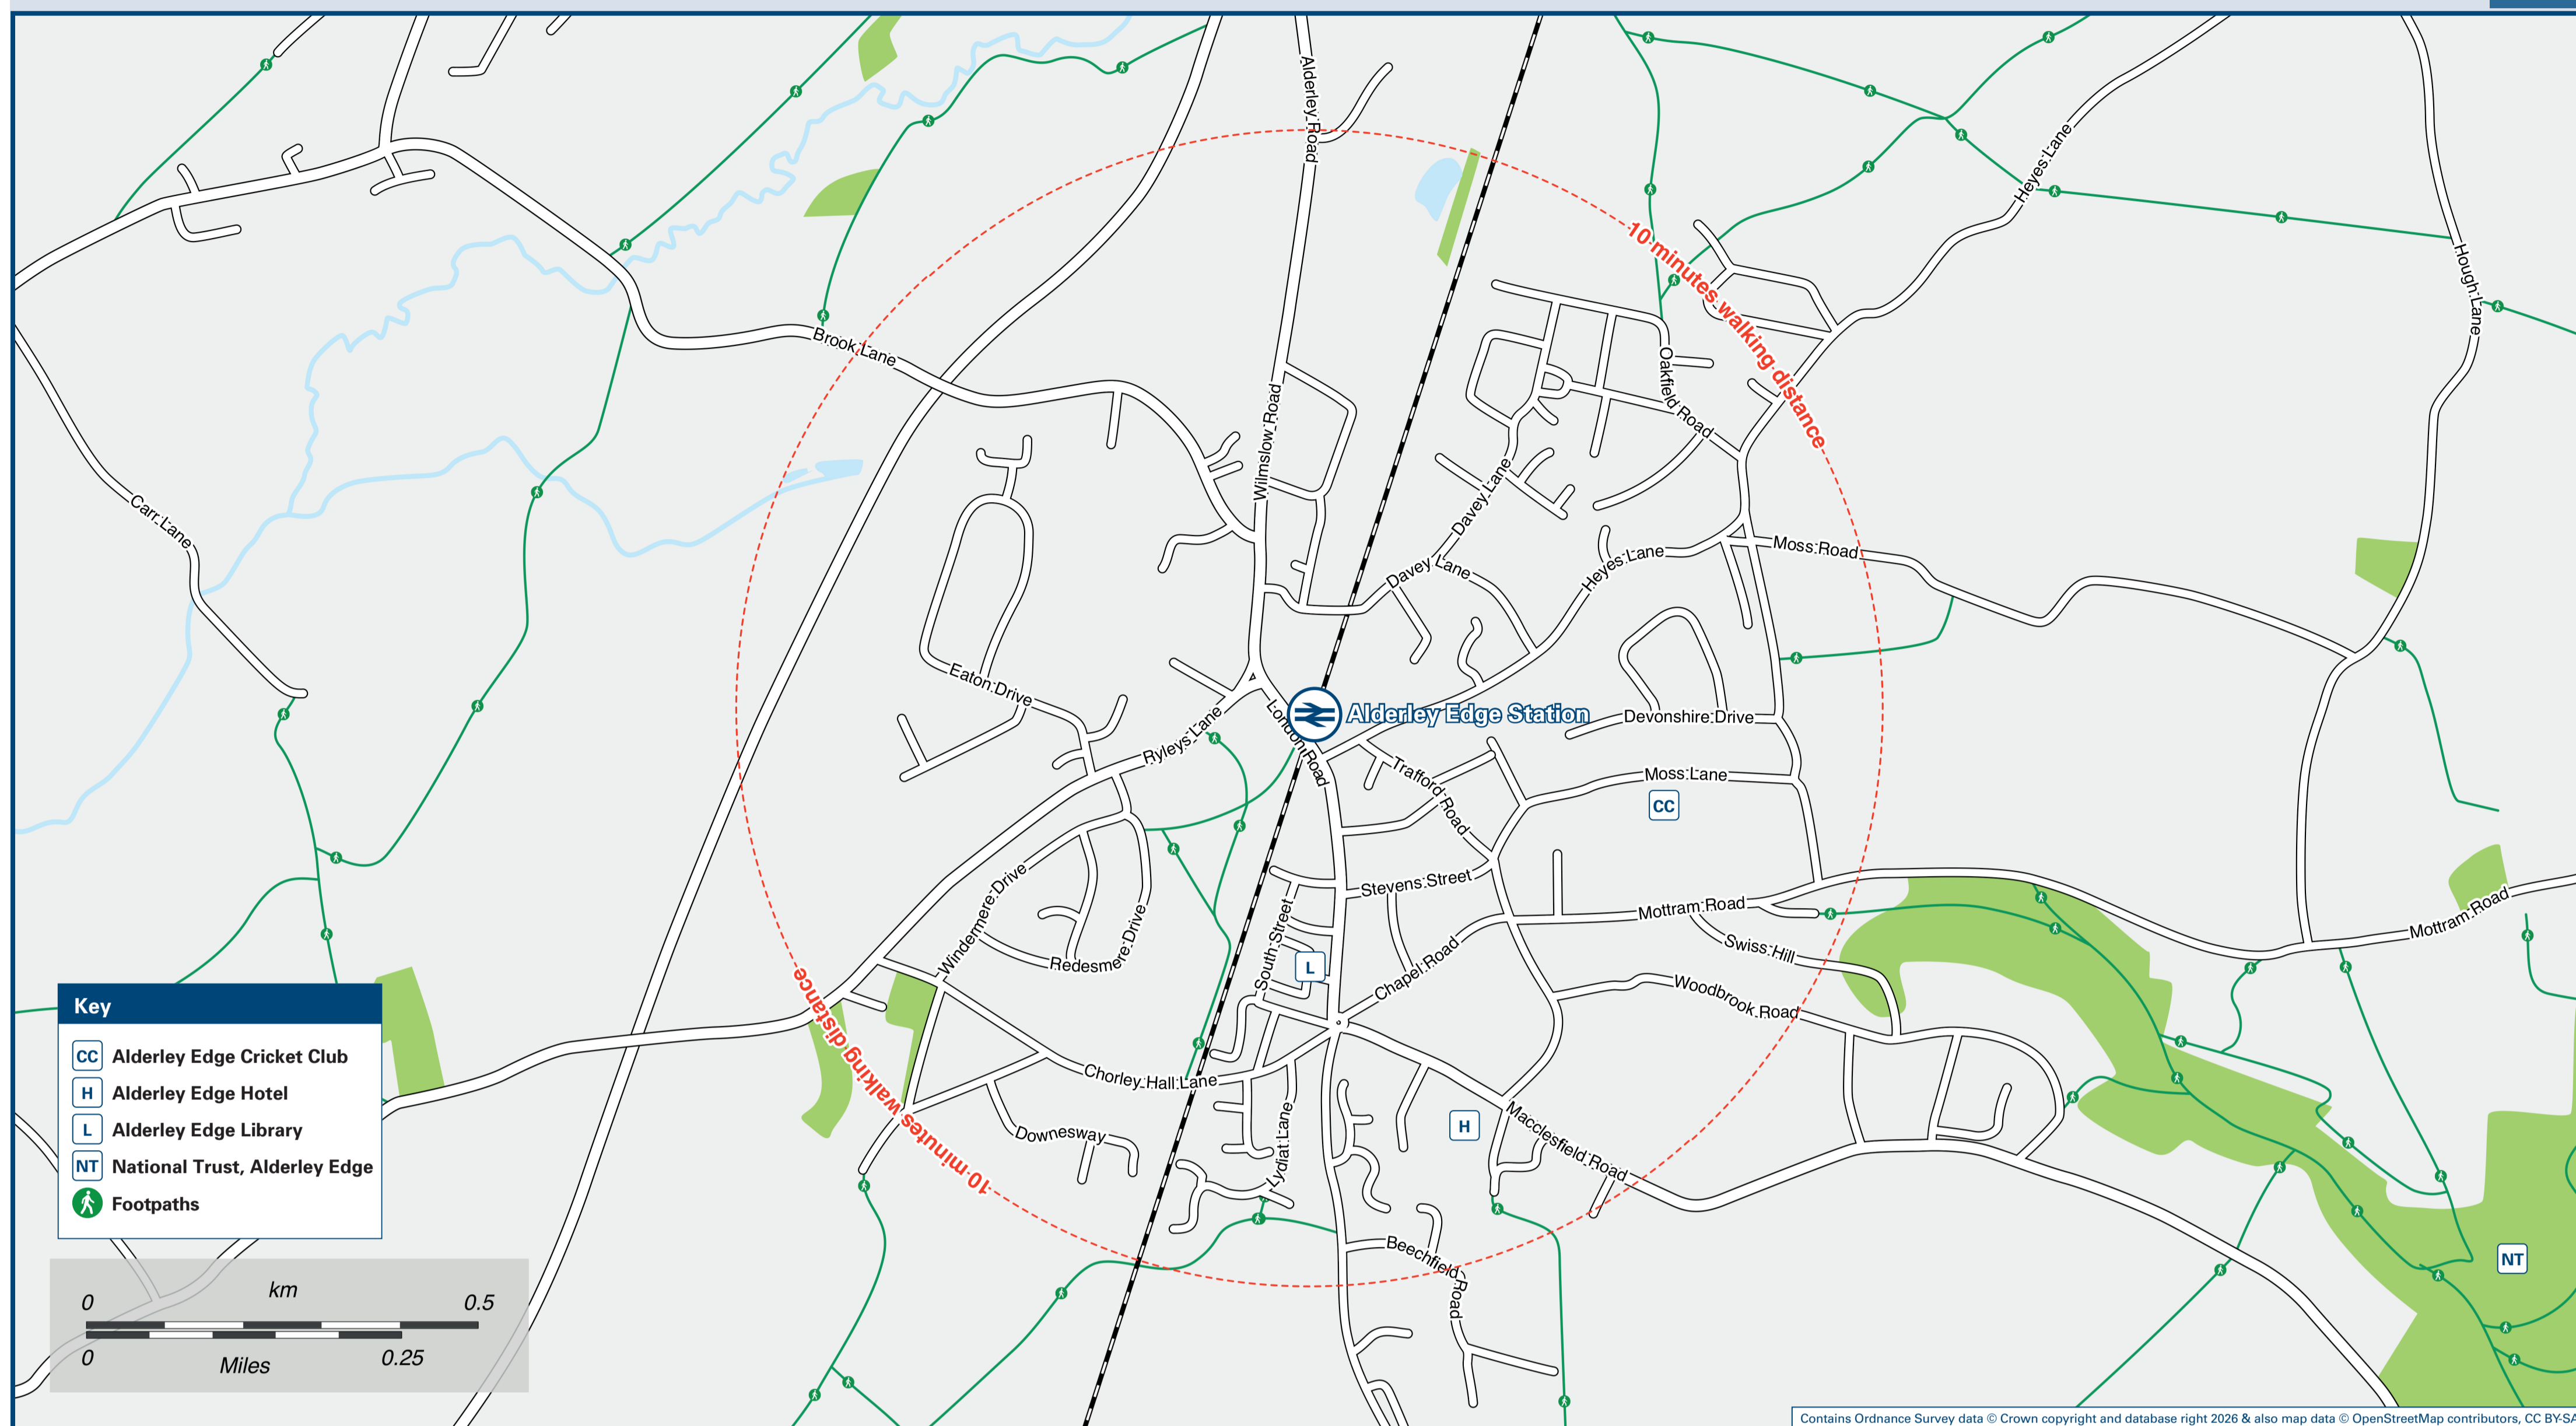 Alderley Road
Heyes Lane
Hough Lane
10 minutes walking distance
Brook Lane
Oakfield Road
Wilmslow Road
Davey Lane
Carr Lane
Davey Lane
Heyes Lane
Moss Road
Eaton Drive
London Road
Alderley Edge Station
Devonshire Drive
Ryleys Lane
Trafford Road
Moss Lane
CC
Windermere Drive
Stevens Street
Mottram Road
Mottram Road
Redesmere Drive
South Street
L
Chapel Road
Swiss Hill
Woodbrook Road
10 minutes walking distance
Chorley Hall Lane
Downesway
Lydiat Lane
H
Macclesfield Road
Beechfield Road
NT
Key
CC Alderley Edge Cricket Club
H Alderley Edge Hotel
L Alderley Edge Library
NT National Trust, Alderley Edge
Footpaths
km
0 0.5
0 0.25
Miles
Contains Ordnance Survey data © Crown copyright and database right 2026 & also map data © OpenStreetMap contributors, CC BY-SA